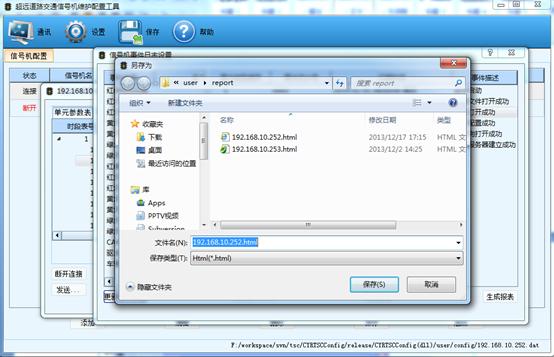 超远道路交通信号机维护配置工具
通讯
设置
保存
帮助
信号机配置
信号机事件日志设置
状态
信号机名
连接
断开
192.168.10
单元参数表
时段表号
另存为
user
report
搜索 report
组织
新建文件夹
收藏夹
下载
桌面
最近访问的位置
库
Apps
PPTV视频
Subversion
名称
修改日期
类型
192.168.10.252.html
2013/12/17 17:15
HTML 文
192.168.10.253.html
2013/12/2 14:25
HTML 文
文件名(N):
192.168.10.252.html
保存类型(T):
Html(*.html)
隐藏文件夹
保存(S)
取消
事件描述
文件打开成功
打开成功
配置成功
打开成功
服务器建立成功
断开连接
发送...
更新
生成报表
添加
F:/workspace/svn/tsc/CYRTSCConfig/release/CYRTSCConfig(dll)/user/config/192.168.10.252.dat